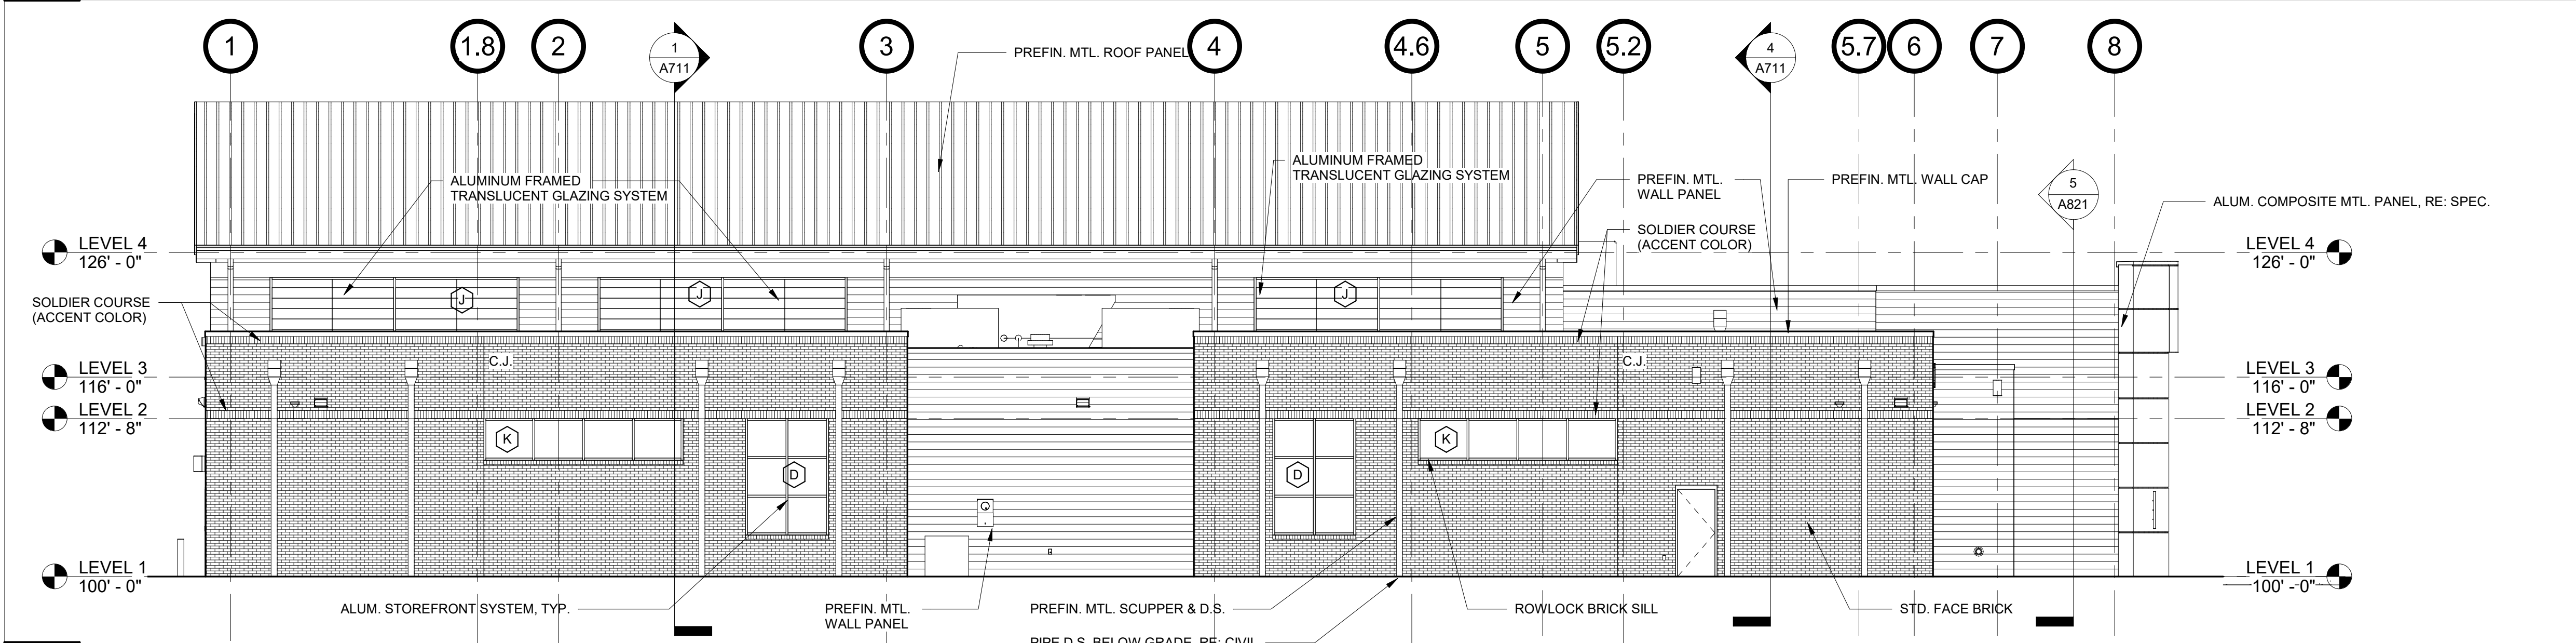 1
1.8
2
1
A711
3
4
4.6
5
5.2
4
A711
5.7
6
7
8
PREFIN. MTL. ROOF PANEL
ALUMINUM FRAMED
TRANSLUCENT GLAZING SYSTEM
ALUMINUM FRAMED
TRANSLUCENT GLAZING SYSTEM
PREFIN. MTL.
WALL PANEL
PREFIN. MTL. WALL CAP
5
A821
ALUM. COMPOSITE MTL. PANEL, RE: SPEC.
SOLDIER COURSE
(ACCENT COLOR)
LEVEL 4
126' - 0"
LEVEL 4
126' - 0"
SOLDIER COURSE
(ACCENT COLOR)
J
J
J
C.J.
C.J.
LEVEL 3
116' - 0"
LEVEL 3
116' - 0"
LEVEL 2
112' - 8"
LEVEL 2
112' - 8"
K
D
D
K
LEVEL 1
100' - 0"
LEVEL 1
100' - 0"
ALUM. STOREFRONT SYSTEM, TYP.
PREFIN. MTL.
WALL PANEL
PREFIN. MTL. SCUPPER & D.S.
ROWLOCK BRICK SILL
STD. FACE BRICK
PIPE D.S. BELOW GRADE, RE: CIVIL